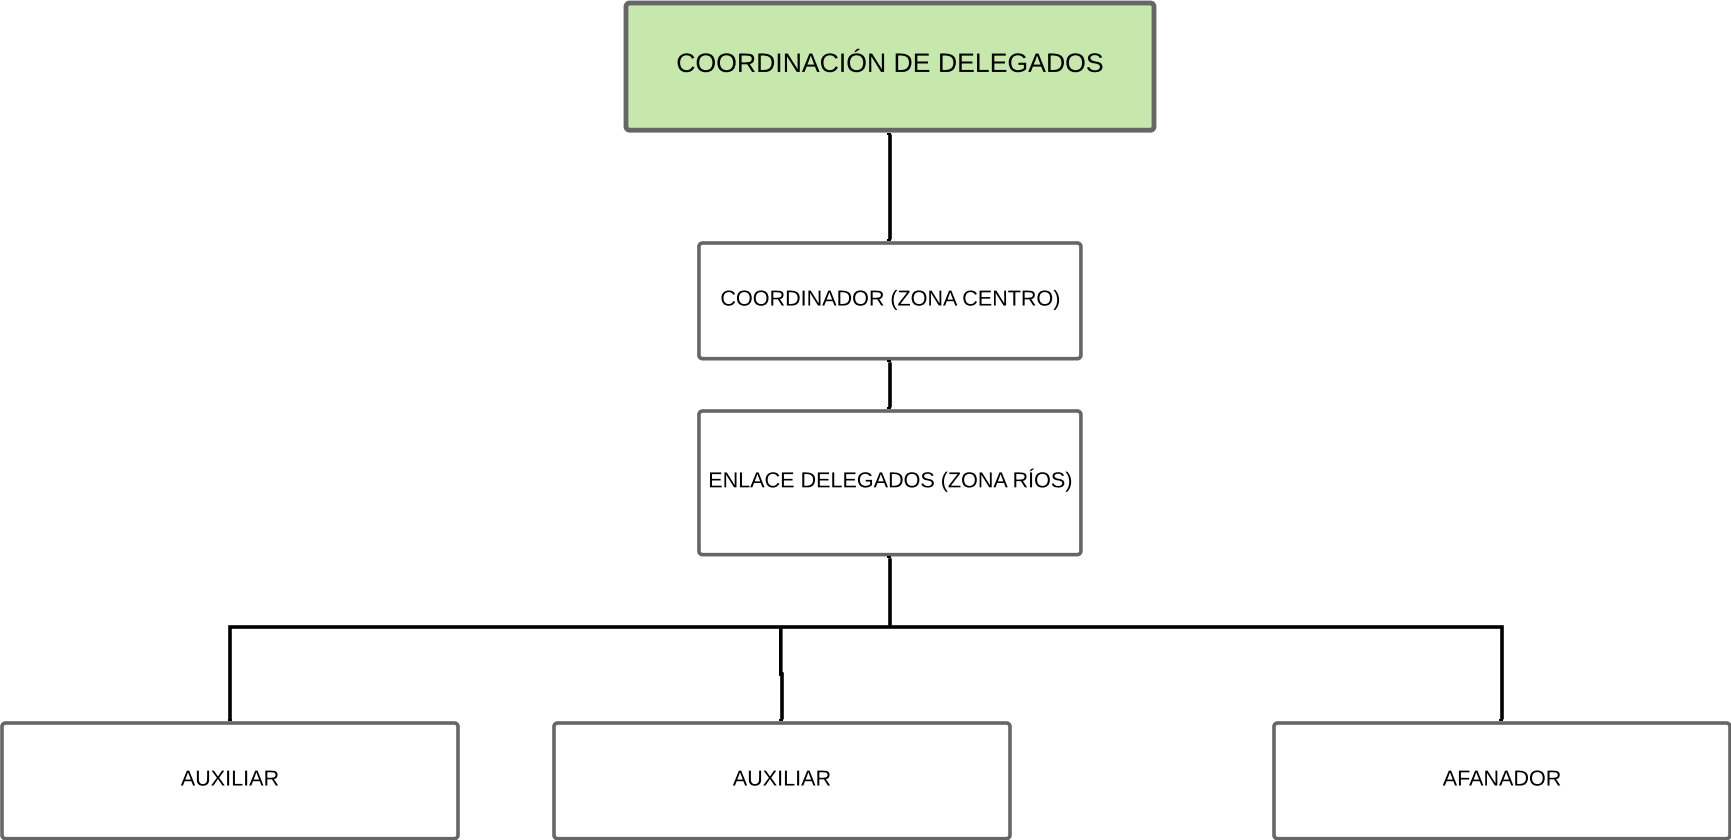 COORDINACIÓN DE DELEGADOS
COORDINADOR (ZONA CENTRO)
ENLACE DELEGADOS (ZONA RÍOS)
AUXILIAR
AUXILIAR
AFANADOR